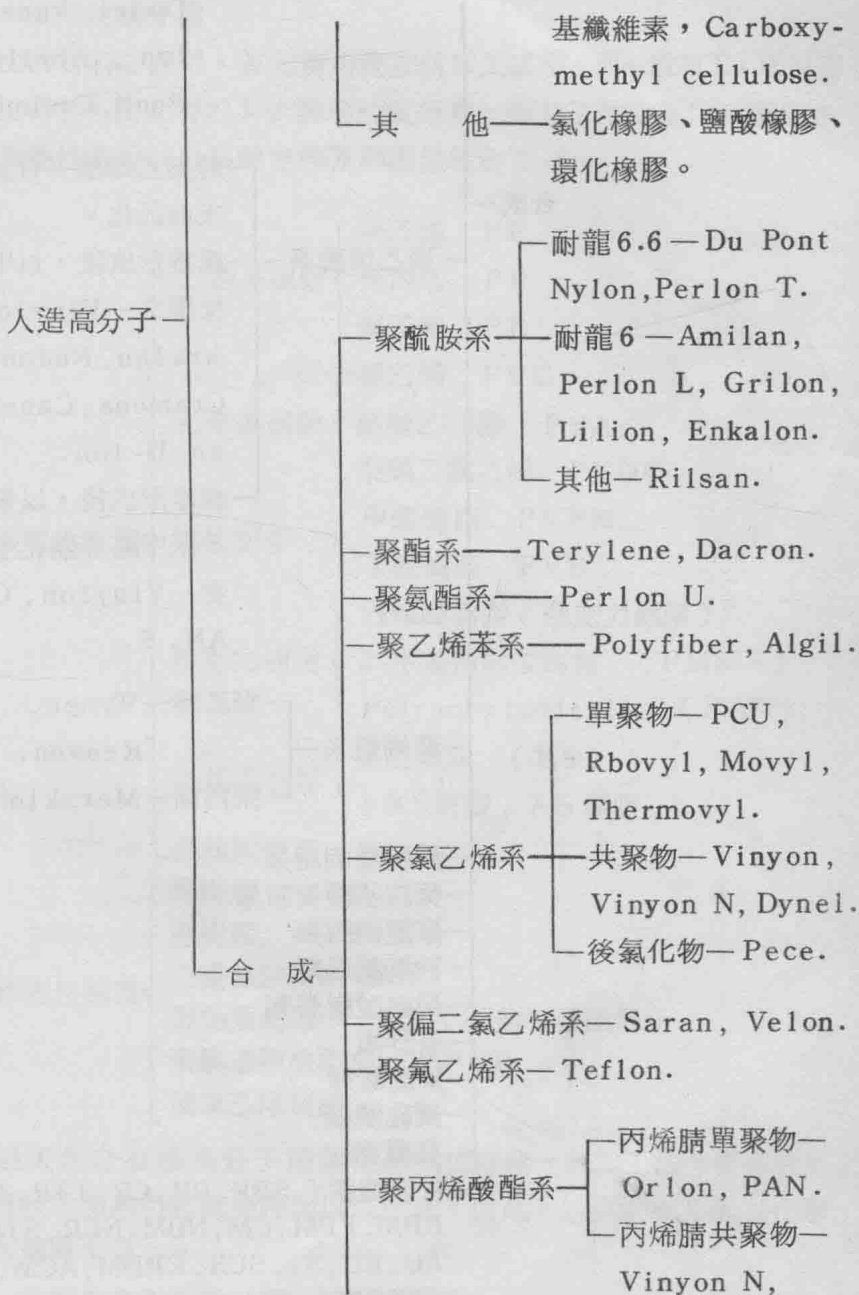 基纖維素，Carboxy-
methyl cellulose.
其　　他——氯化橡膠、鹽酸橡膠、
環化橡膠。
耐龍6.6—Du Pont
Nylon, Perlon T.
人造高分子
聚醯胺系
耐龍6—Amilan,
Perlon L, Grilon,
Lilion, Enkalon.
其他—Rilsan.
聚酯系——Terylene, Dacron.
聚氨酯系——Perlon U.
聚乙烯苯系——Polyfiber, Algil.
單聚物—PCU,
Rbovyl, Movyl,
Thermovyl.
聚氯乙烯系
共聚物—Vinyon,
Vinyon N, Dynel.
後氯化物—Pece.
合　成
聚偏二氯乙烯系—Saran, Velon.
聚氟乙烯系—Teflon.
丙烯腈單聚物—
聚丙烯酸酯系
Orlon, PAN.
丙烯腈共聚物—
Vinyon N,